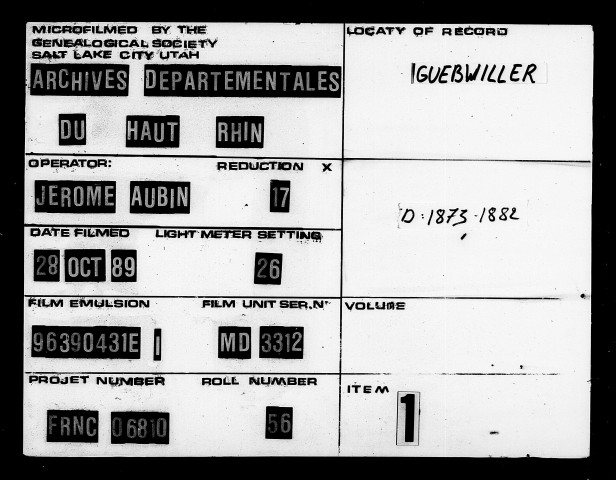 MICROFILMED BY THE
GENEALOGICAL SOCIETY
SALT LAKE CITY UTAH
ARCHIVES DEPARTEMENTALES
DU HAUT RHIN
OPERATOR:
REDUCTION X
JEROME AUBIN
17
DATE FILMED
LIGHT METER SETTING
28 OCT 89
26
FILM EMULSION
FILM UNIT SER.N°
96390431E 1
MD 3312
PROJET NUMBER
ROLL NUMBER
FRNC 06810
56
LOCATY OF RECORD
GUEBWILLER
D:1873-1882
VOLUME
ITEM
1